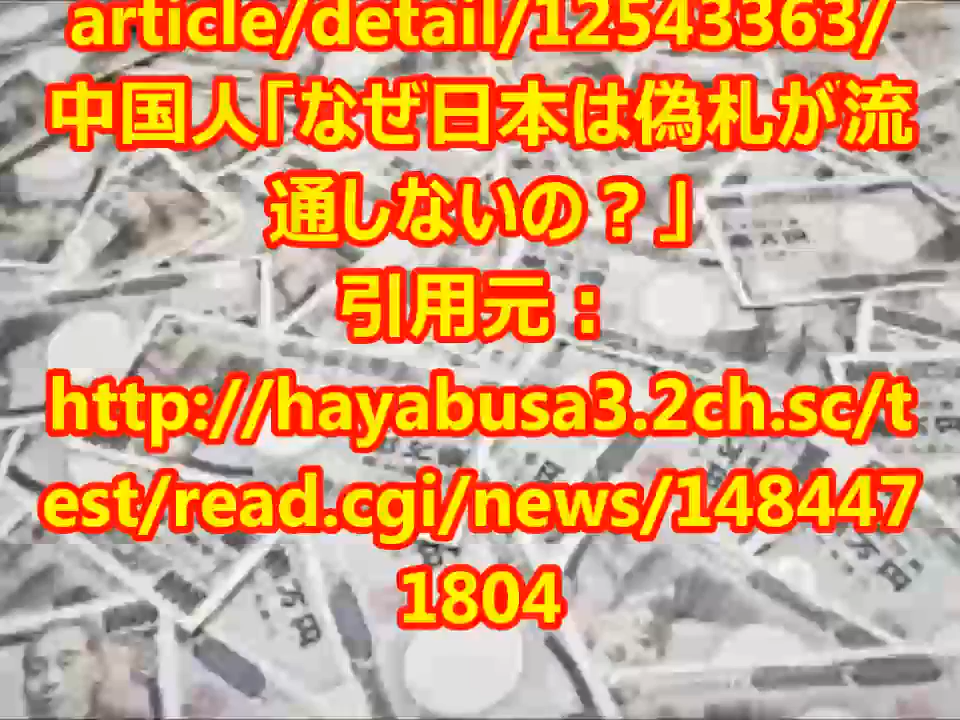 article/detail/12543363/
中国人「なぜ日本は偽札が流
通しないの？」
引用元：
http://hayabusa3.2ch.sc/t
est/read.cgi/news/148447
1804